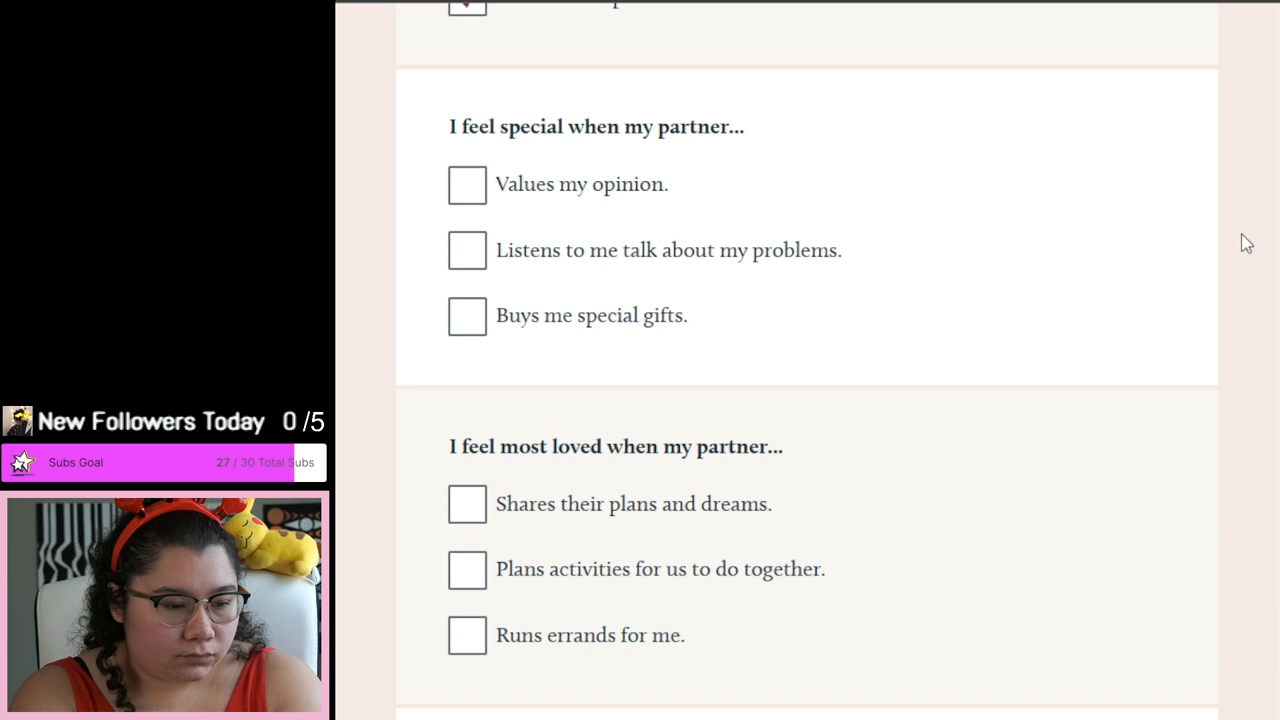 I feel special when my partner...
Values my opinion.
Listens to me talk about my problems.
Buys me special gifts.
New Followers Today 0 /5
Subs Goal 27 / 30 Total Subs
I feel most loved when my partner...
Shares their plans and dreams.
Plans activities for us to do together.
Runs errands for me.